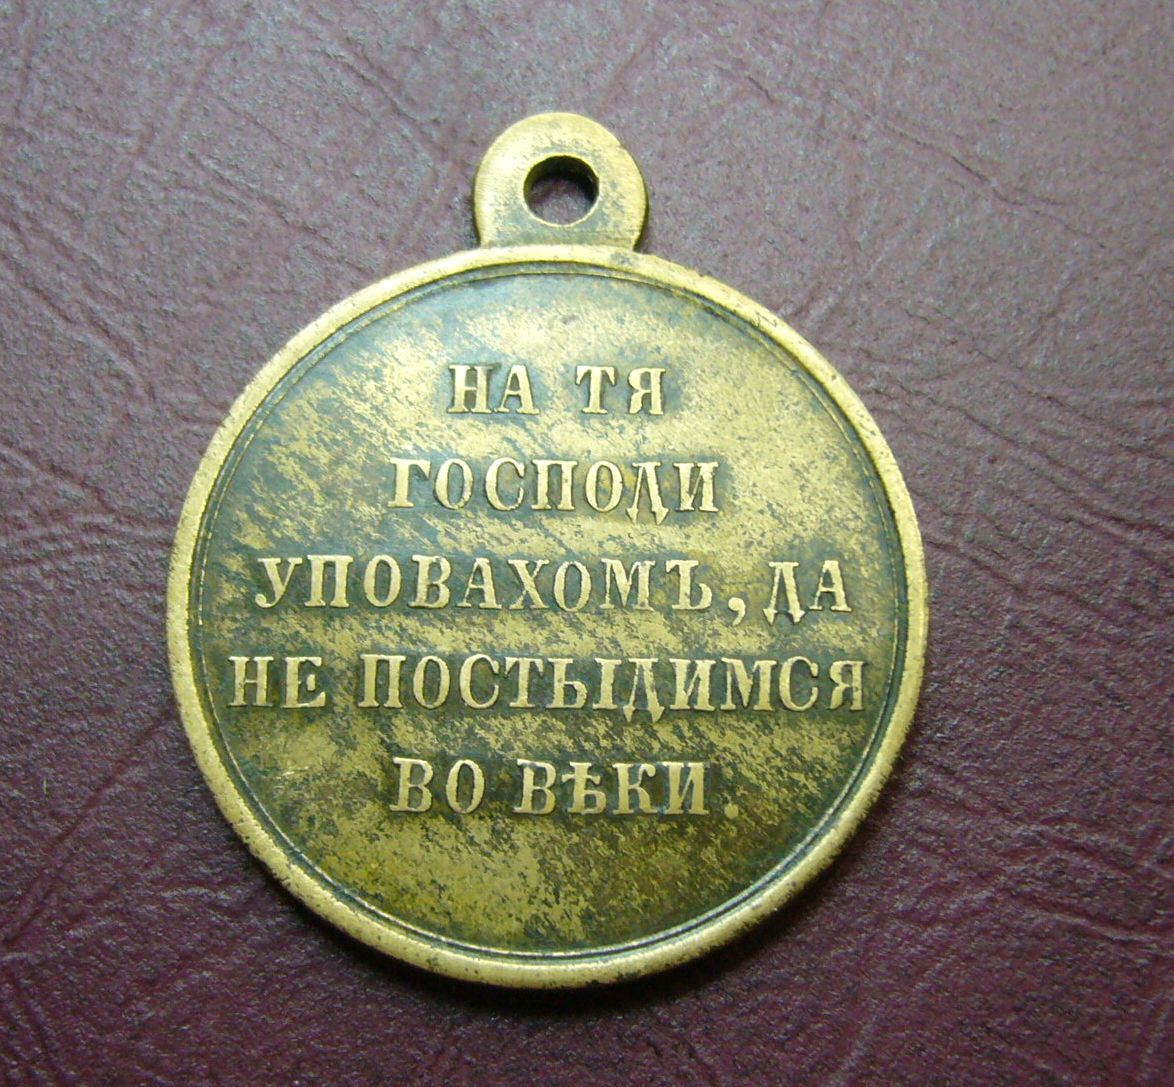 НА ТЯ
ГОСПОДИ
УПОВАХОМЪ, ДА
НЕ ПОСТЫДИМСЯ
ВО ВѢКИ.